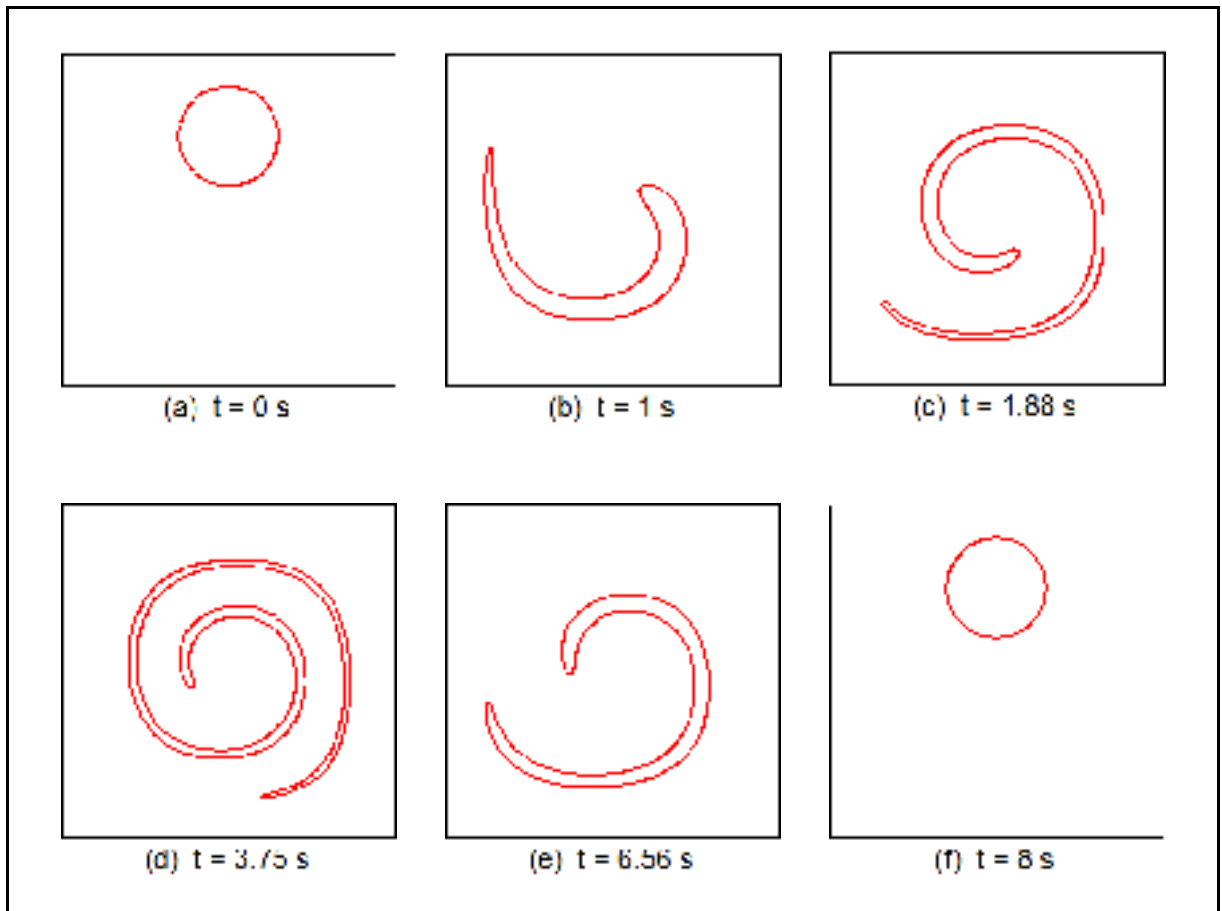 (a) t = 0 s
(b) t = 1 s
(c) t = 1.88 s
(d) t = 3.75 s
(e) t = 6.56 s
(f) t = 8 s